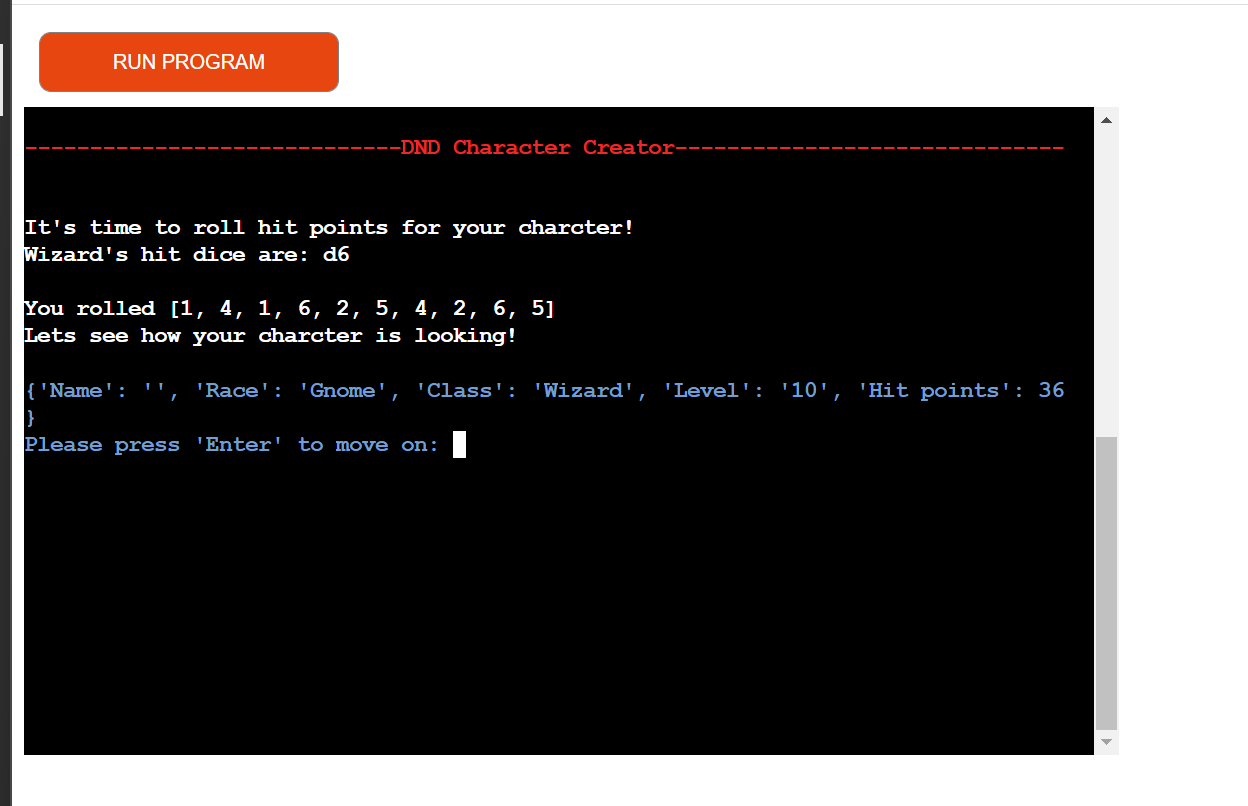 RUN PROGRAM
-----------------------------DND Character Creator------------------------------
It's time to roll hit points for your charcter!
Wizard's hit dice are: d6
You rolled [1, 4, 1, 6, 2, 5, 4, 2, 6, 5]
Lets see how your charcter is looking!
{'Name': '', 'Race': 'Gnome', 'Class': 'Wizard', 'Level': '10', 'Hit points': 36
}
Please press 'Enter' to move on: